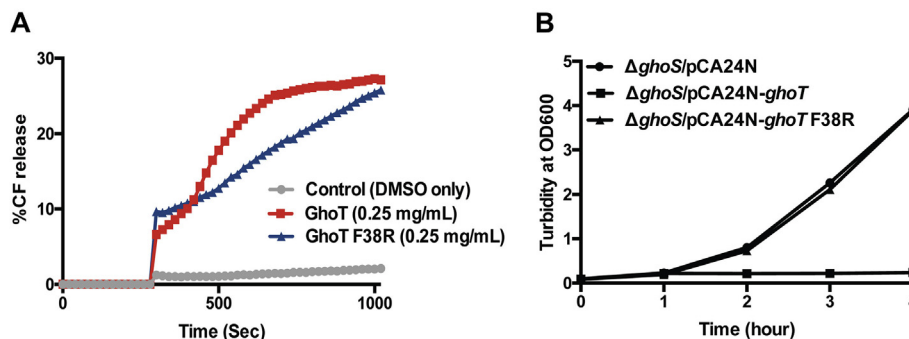 A
30
20
10
0
%CF release
Control (DMSO only)
GhoT (0.25 mg/mL)
GhoT F38R (0.25 mg/mL)
0
500
1000
Time (Sec)
B
5
4
3
2
1
0
Turbidity at OD600
ΔghoS/pCA24N
ΔghoS/pCA24N-ghoT
ΔghoS/pCA24N-ghoT F38R
0
1
2
3
Time (hour)